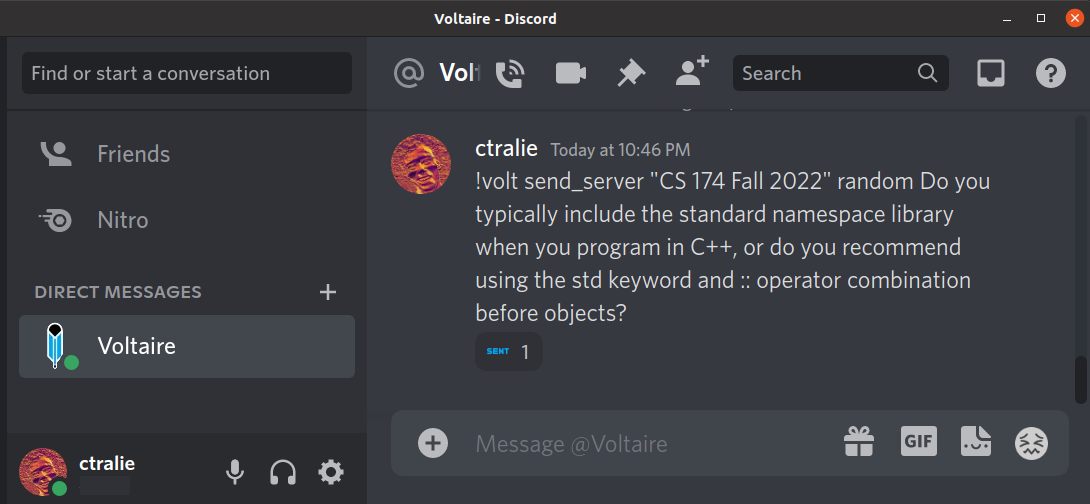 Voltaire - Discord
Find or start a conversation
Friends
Nitro
DIRECT MESSAGES
Voltaire
ctralie
@ Vol
Search
ctralie Today at 10:46 PM
!volt send_server "CS 174 Fall 2022" random Do you
typically include the standard namespace library
when you program in C++, or do you recommend
using the std keyword and :: operator combination
before objects?
SENT 1
Message @Voltaire
GIF